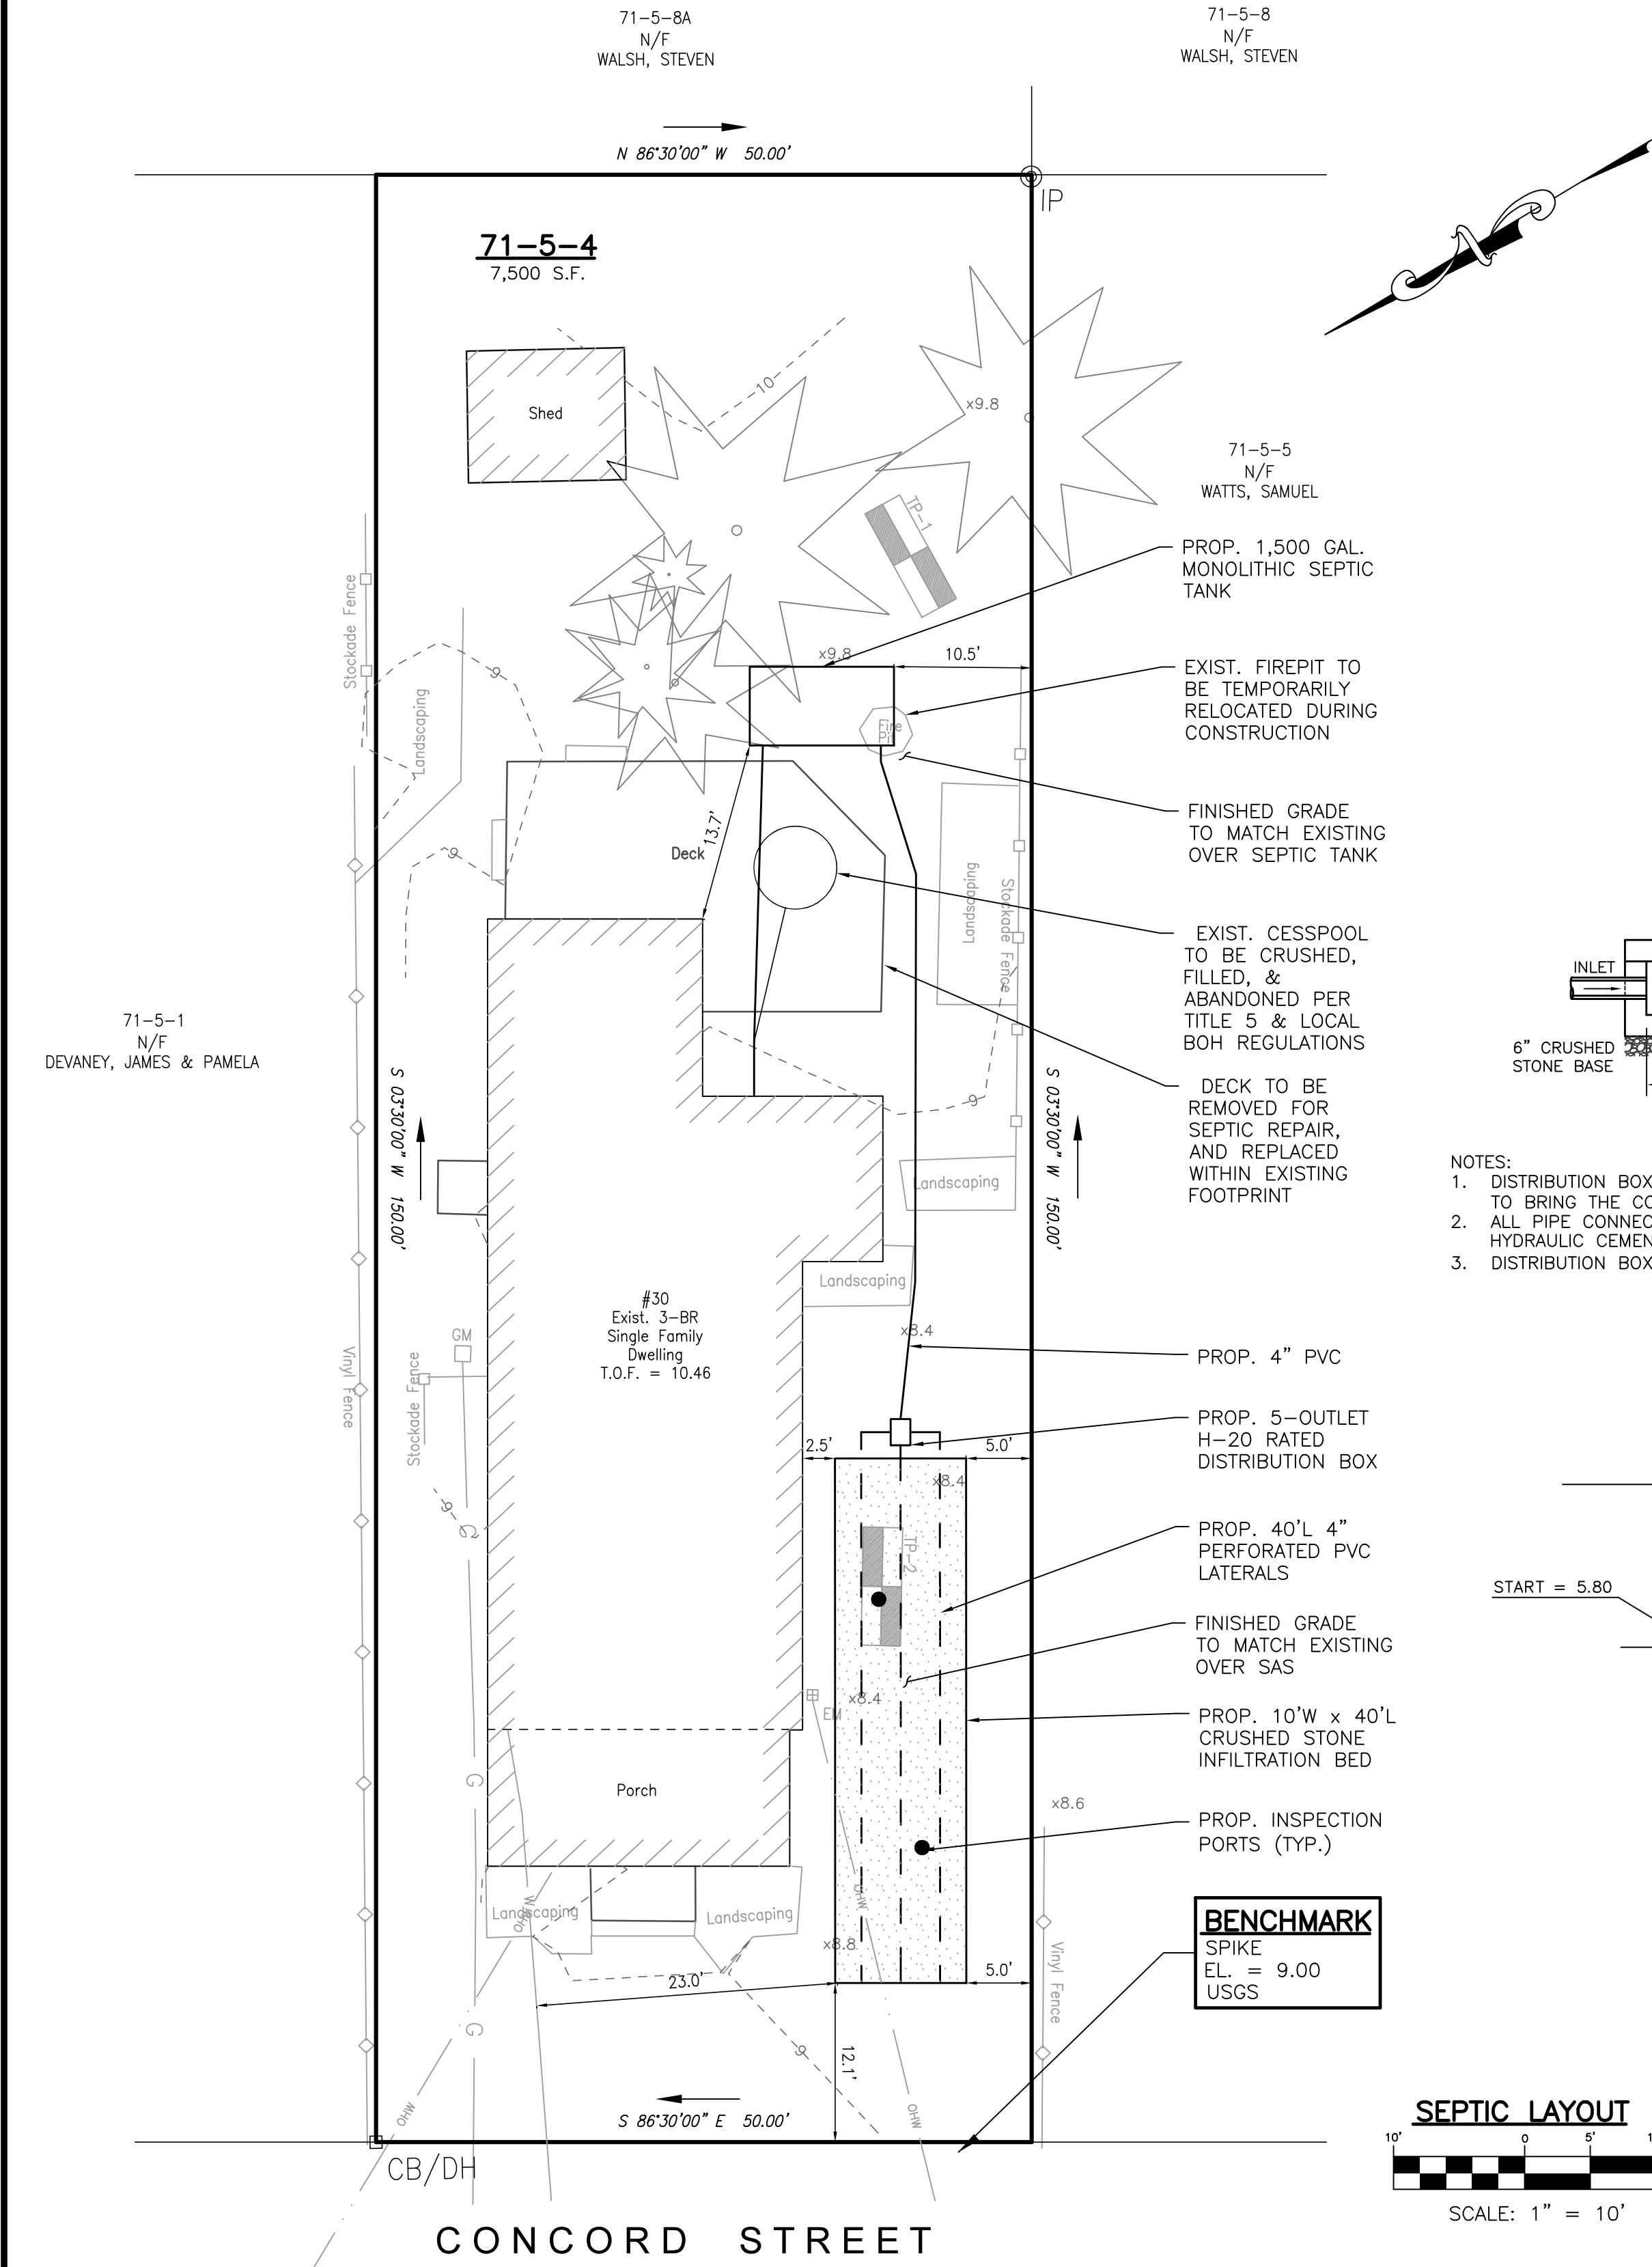 71-5-8A
N/F
WALSH, STEVEN
71-5-8
N/F
WALSH, STEVEN
N 86°30'00" W 50.00'
IP
71-5-4
7,500 S.F.
Shed
10
x9.8
71-5-5
N/F
WATTS, SAMUEL
TP-1
PROP. 1,500 GAL.
MONOLITHIC SEPTIC
TANK
Stockade Fence
x9.8
10.5'
EXIST. FIREPIT TO
BE TEMPORARILY
RELOCATED DURING
CONSTRUCTION
9
Landscaping
Fire
Pit
FINISHED GRADE
TO MATCH EXISTING
OVER SEPTIC TANK
13.7'
Deck
9
Landscaping
Stockade Fence
EXIST. CESSPOOL
TO BE CRUSHED,
FILLED, &
ABANDONED PER
TITLE 5 & LOCAL
BOH REGULATIONS
INLET
6" CRUSHED
STONE BASE
71-5-1
N/F
DEVANEY, JAMES & PAMELA
S 03°30'00" W 150.00'
S 03°30'00" W 150.00'
9
DECK TO BE
REMOVED FOR
SEPTIC REPAIR,
AND REPLACED
WITHIN EXISTING
FOOTPRINT
NOTES:
1. DISTRIBUTION BOX
TO BRING THE CO
2. ALL PIPE CONNEC
HYDRAULIC CEMEN
3. DISTRIBUTION BOX
Landscaping
Landscaping
#30
Exist. 3-BR
Single Family
Dwelling
T.O.F. = 10.46
GM
Vinyl Fence
Stockade Fence
x8.4
PROP. 4" PVC
PROP. 5-OUTLET
H-20 RATED
DISTRIBUTION BOX
2.5'
5.0'
x8.4
9
G
TP-2
PROP. 40'L 4"
PERFORATED PVC
LATERALS
START = 5.80
FINISHED GRADE
TO MATCH EXISTING
OVER SAS
x8.4
EM
PROP. 10'W x 40'L
CRUSHED STONE
INFILTRATION BED
G
Porch
x8.6
PROP. INSPECTION
PORTS (TYP.)
OHW
W
OHW
Landscaping
Landscaping
x8.8
BENCHMARK
SPIKE
EL. = 9.00
USGS
Vinyl Fence
23.0'
5.0'
G
9
12.1'
OHW
OHW
S 86°30'00" E 50.00'
CB/DH
SEPTIC LAYOUT
10' 0 5' 1
SCALE: 1" = 10'
CONCORD STREET